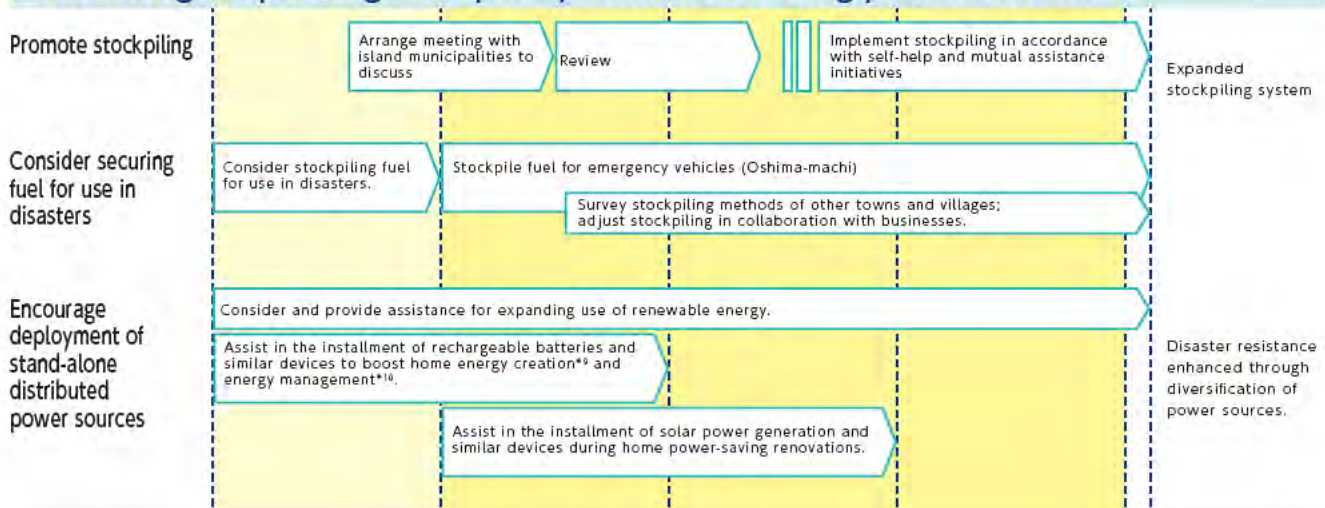 Promote stockpiling
Arrange meeting with
island municipalities to
discuss
Review
Implement stockpiling in accordance
with self-help and mutual assistance
initiatives
Expanded
stockpiling system
Consider securing
fuel for use in
disasters
Consider stockpiling fuel
for use in disasters.
Stockpile fuel for emergency vehicles (Oshima-machi)
Survey stockpiling methods of other towns and villages;
adjust stockpiling in collaboration with businesses.
Encourage
deployment of
stand-alone
distributed
power sources
Consider and provide assistance for expanding use of renewable energy.
Assist in the installment of rechargeable batteries and
similar devices to boost home energy creation*9 and
energy management*10.
Assist in the installment of solar power generation and
similar devices during home power-saving renovations.
Disaster resistance
enhanced through
diversification of
power sources.